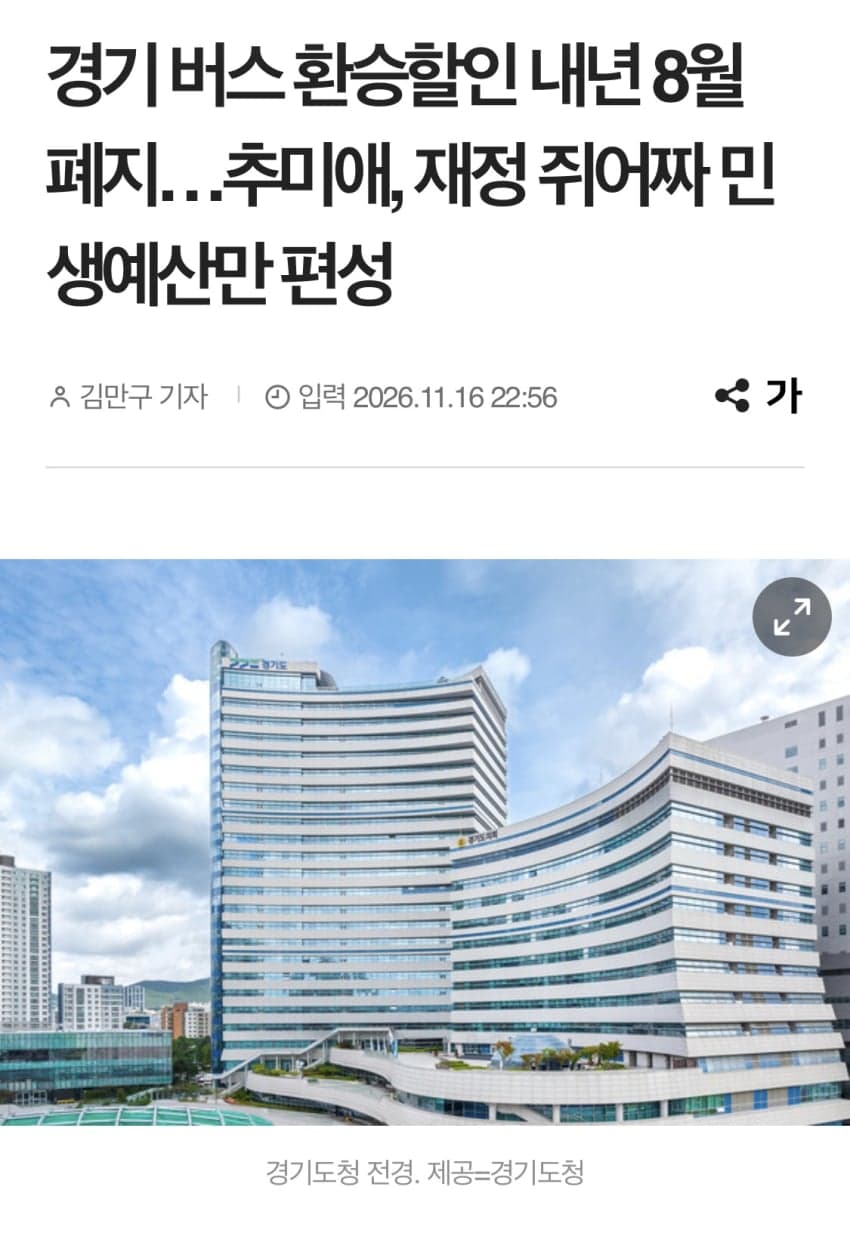 경기 버스 환승할인 내년 8월
폐지…추미애, 재정 쥐어짜 민
생예산만 편성
김만구 기자
입력 2026.11.16 22:56
가
경기도
경기도의회
경기도청 전경. 제공=경기도청